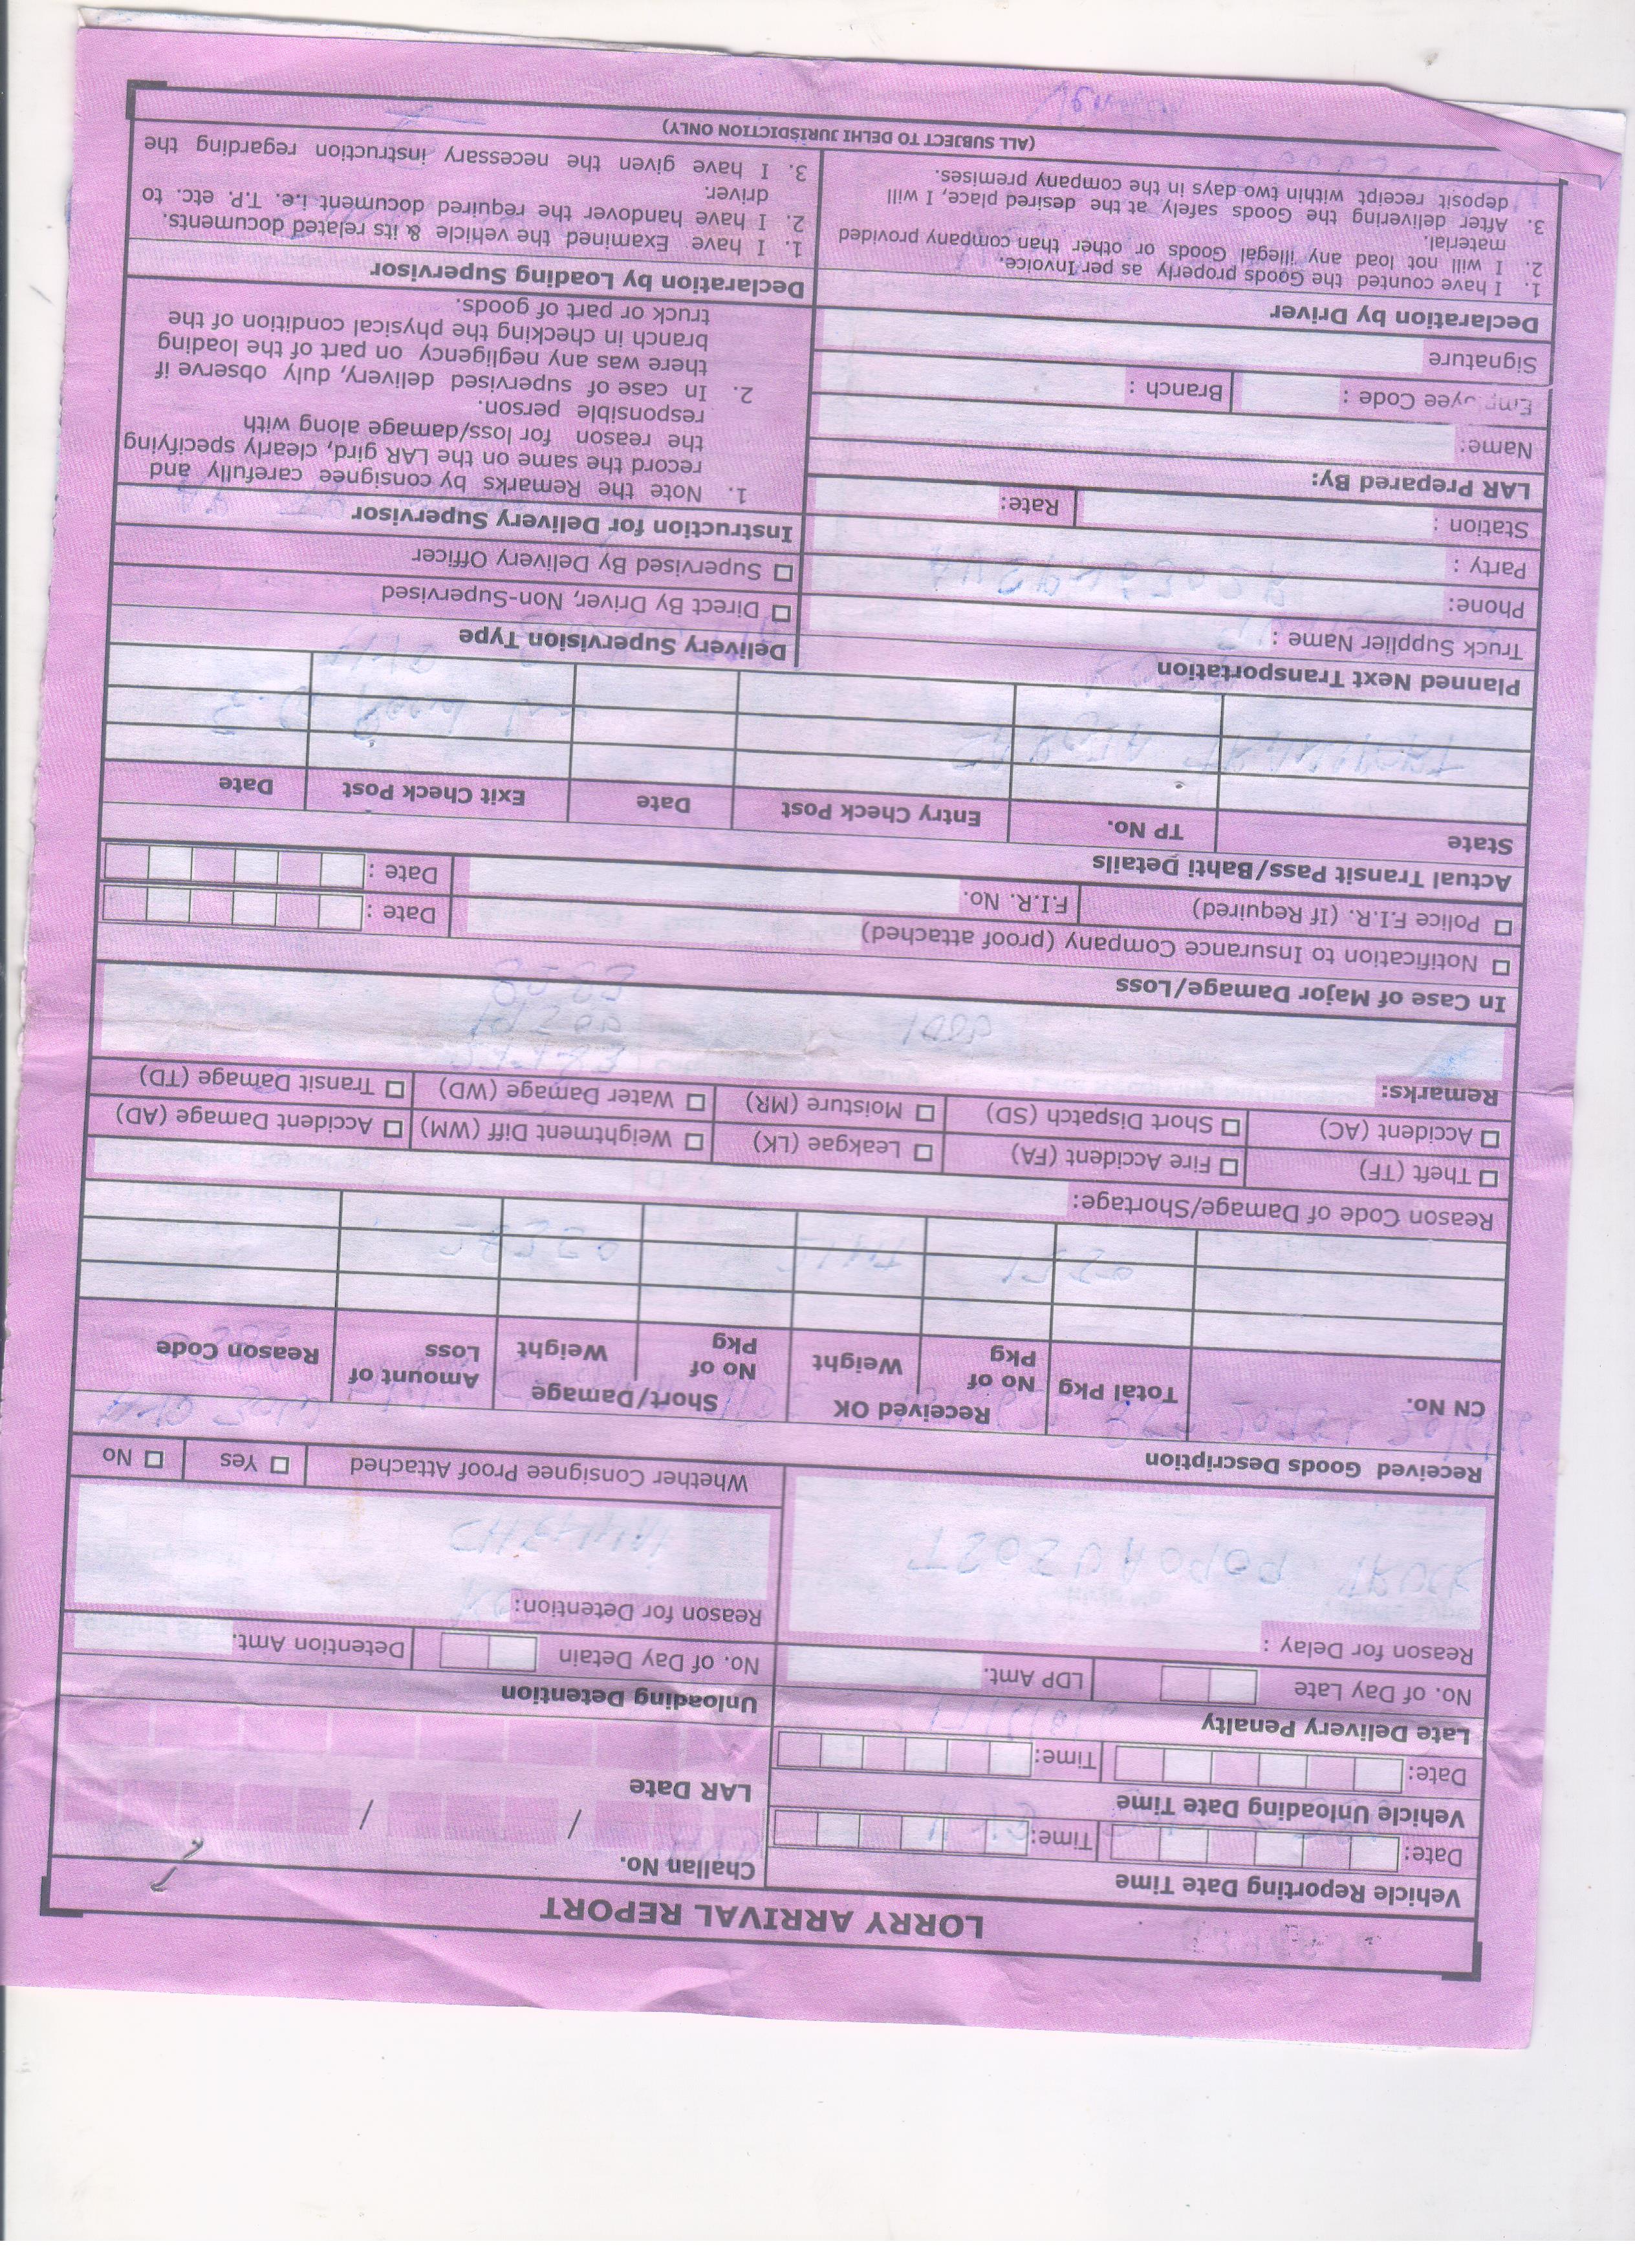 LORRY ARRIVAL REPORT
Vehicle Reporting Date Time
Date: Time:
Vehicle Unloading Date Time
Date: Time:
Challan No.
/ /
LAR Date
Late Delivery Penalty
No. of Day Late LDP Amt.
Reason for Delay :
Unloading Detention
No. of Day Detain Detention Amt.
Reason for Detention:
Whether Consignee Proof Attached Yes No
Received Goods Description
CN No. Total Pkg Received OK Short/Damage Amount of Loss Reason Code
No of Pkg Weight No of Pkg Weight
Reason Code of Damage/Shortage:
Theft (TF) Fire Accident (FA) Leakgae (LK) Weightment Diff (WM) Accident Damage (AD)
Accident (AC) Short Dispatch (SD) Moisture (MR) Water Damage (WD) Transit Damage (TD)
Remarks:
In Case of Major Damage/Loss
Notification to Insurance Company (proof attached) Date :
Police F.I.R. (If Required) F.I.R. No. Date :
Actual Transit Pass/Bahti Details
State TP No. Entry Check Post Date Exit Check Post Date
Planned Next Transportation
Truck Supplier Name :
Phone:
Party :
Station : Rate:
LAR Prepared By:
Name:
Employee Code : Branch :
Signature
Delivery Supervision Type
Direct By Driver, Non-Supervised
Supervised By Delivery Officer
Instruction for Delivery Supervisor
1. Note the Remarks by consignee carefully and
record the same on the LAR gird, clearly specifying
the reason for loss/damage along with
responsible person.
2. In case of supervised delivery, duly observe if
there was any negligency on part of the loading
branch in checking the physical condition of the
truck or part of goods.
Declaration by Driver
1. I have counted the Goods properly as per Invoice.
2. I will not load any illegal Goods or other than company provided
material.
3. After delivering the Goods safely at the desired place, I will
deposit receipt within two days in the company premises.
Declaration by Loading Supervisor
1. I have Examined the vehicle & its related documents.
2. I have handover the required document i.e. T.P. etc. to
driver.
3. I have given the necessary instruction regarding the
(ALL SUBJECT TO DELHI JURISDICTION ONLY)